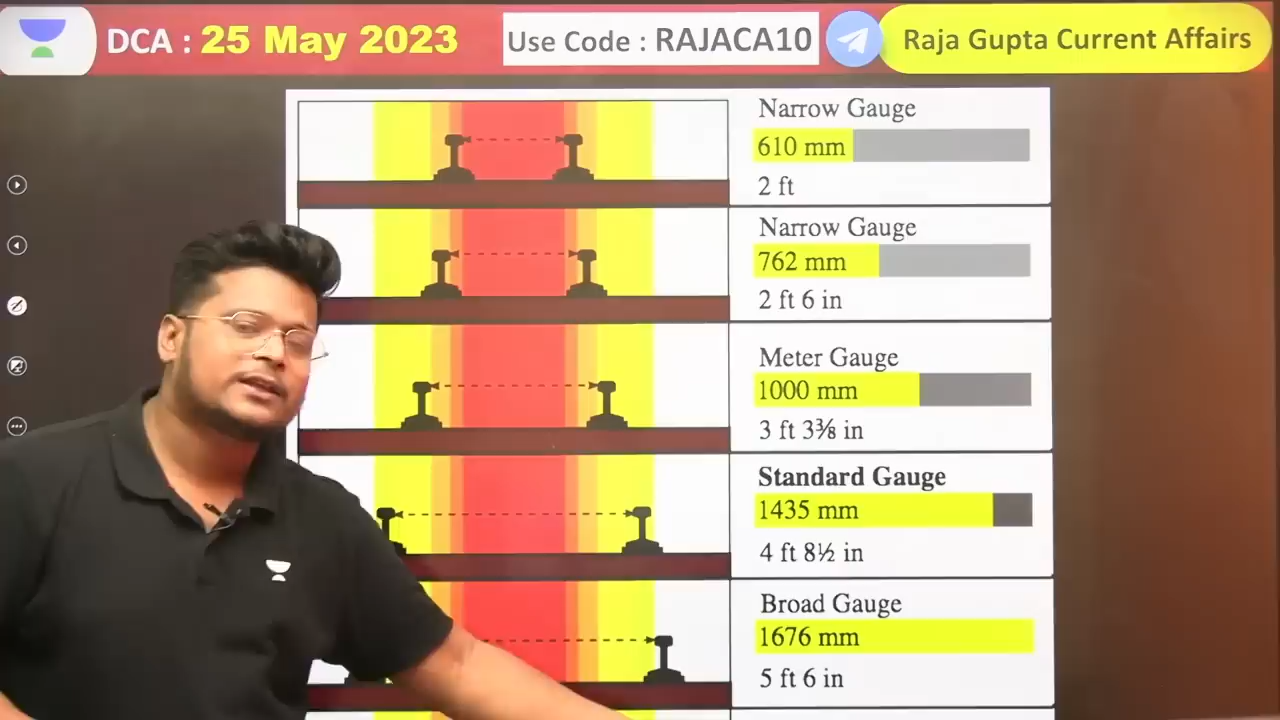 DCA : 25 May 2023
Use Code : RAJACA10
Raja Gupta Current Affairs
Narrow Gauge
610 mm
2 ft
Narrow Gauge
762 mm
2 ft 6 in
Meter Gauge
1000 mm
3 ft 3⅜ in
Standard Gauge
1435 mm
4 ft 8½ in
Broad Gauge
1676 mm
5 ft 6 in